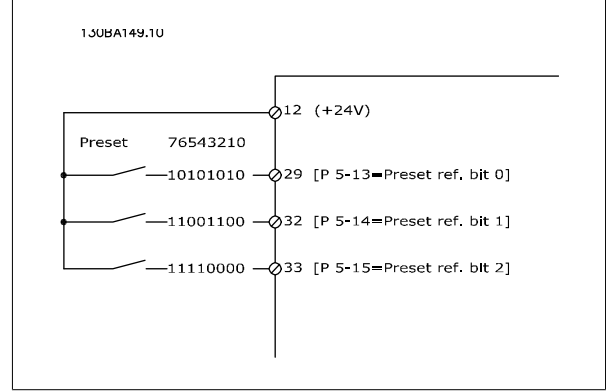 130BA149.10
12 (+24V)
Preset 76543210
10101010 29 [P 5-13=Preset ref. bit 0]
11001100 32 [P 5-14=Preset ref. bit 1]
11110000 33 [P 5-15=Preset ref. bit 2]